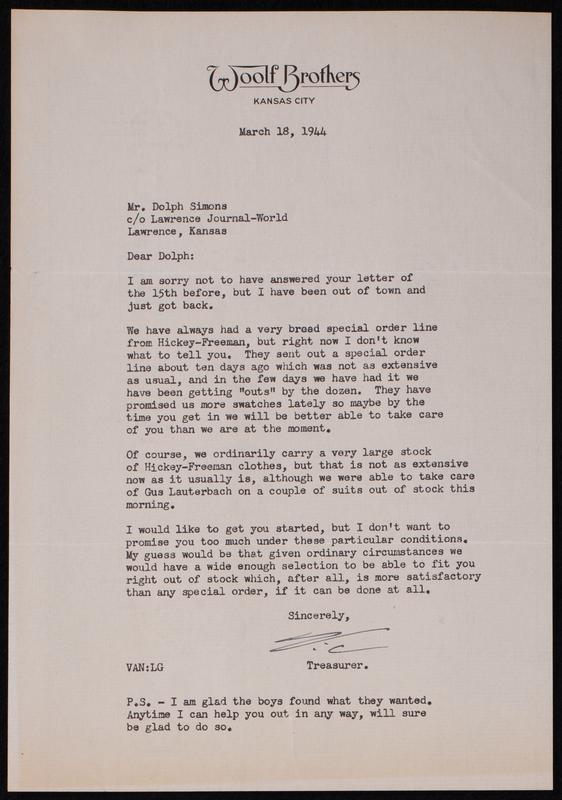 Woolf Brothers
KANSAS CITY
March 18, 1944
Mr. Dolph Simons
c/o Lawrence Journal-World
Lawrence, Kansas
Dear Dolph:
I am sorry not to have answered your letter of
the 15th before, but I have been out of town and
just got back.
We have always had a very broad special order line
from Hickey-Freeman, but right now I don't know
what to tell you. They sent out a special order
line about ten days ago which was not as extensive
as usual, and in the few days we have had it we
have been getting "outs" by the dozen. They have
promised us more swatches lately so maybe by the
time you get in we will be better able to take care
of you than we are at the moment.
Of course, we ordinarily carry a very large stock
of Hickey-Freeman clothes, but that is not as extensive
now as it usually is, although we were able to take care
of Gus Lauterbach on a couple of suits out of stock this
morning.
I would like to get you started, but I don't want to
promise you too much under these particular conditions.
My guess would be that given ordinary circumstances we
would have a wide enough selection to be able to fit you
right out of stock which, after all, is more satisfactory
than any special order, if it can be done at all.
Sincerely,
Vic
VAN:LG Treasurer.
P.S. - I am glad the boys found what they wanted.
Anytime I can help you out in any way, will sure
be glad to do so.